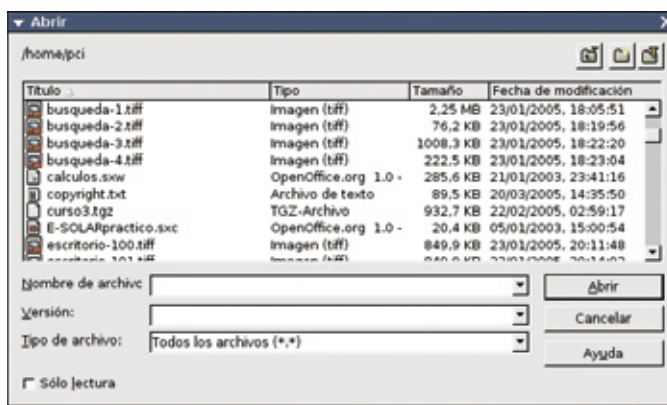 Abrir
/home/pci
Título Tipo Tamaño Fecha de modificación
busqueda-1.tiff Imagen (tiff) 2,25 MB 23/01/2005, 18:05:51
busqueda-2.tiff Imagen (tiff) 76,2 KB 23/01/2005, 18:19:56
busqueda-3.tiff Imagen (tiff) 1008,3 KB 23/01/2005, 18:22:20
busqueda-4.tiff Imagen (tiff) 222,5 KB 23/01/2005, 18:23:04
calculos.sxw OpenOffice.org 1.0 - 285,6 KB 21/01/2003, 23:41:16
copyright.txt Archivo de texto 89,5 KB 20/03/2005, 14:35:50
curso3.tgz TGZ-Archivo 932,7 KB 22/02/2005, 02:59:17
E-SOLARpractico.sxc OpenOffice.org 1.0 - 20,4 KB 05/01/2003, 15:00:54
escritorio-100.tiff Imagen (tiff) 849,9 KB 23/01/2005, 20:11:48
Nombre de archivc Abrir
Versión: Cancelar
Tipo de archivo: Todos los archivos (*.*)
Ayuda
Sólo lectura